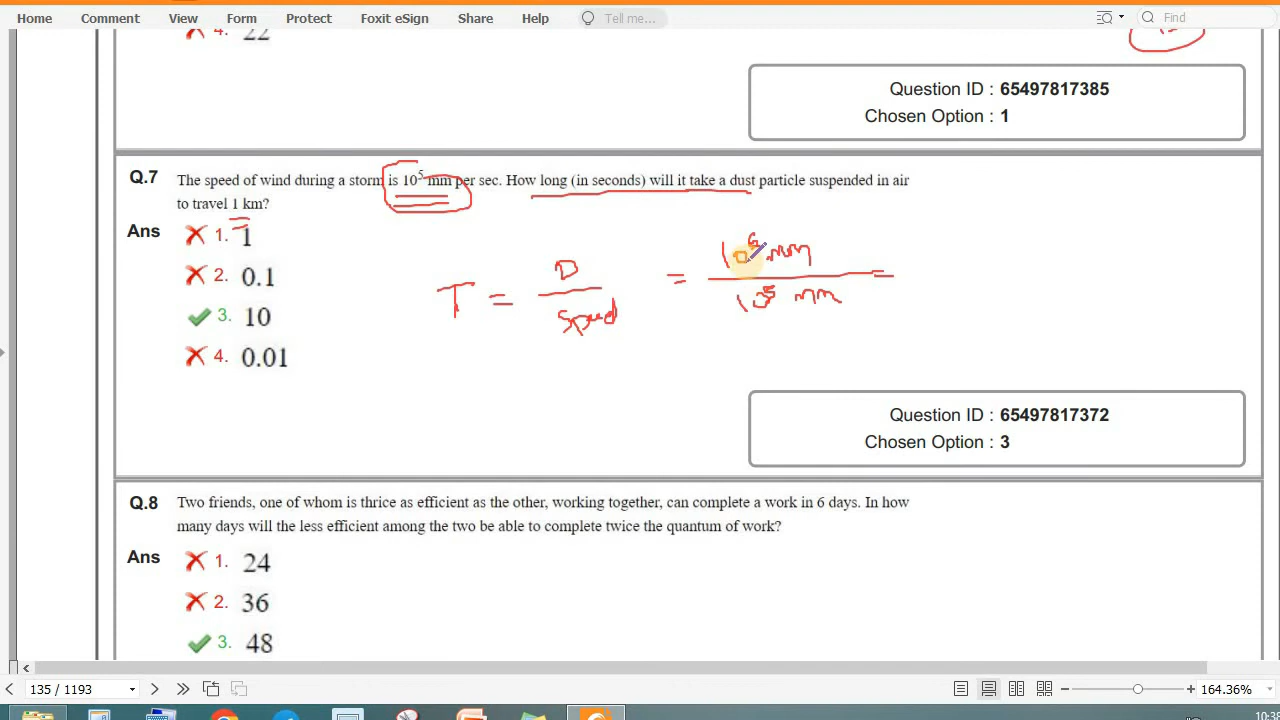 Home Comment View Form Protect Foxit eSign Share Help Tell me... Find
4. 22
Question ID : 65497817385
Chosen Option : 1
Q.7 The speed of wind during a storm is 10⁵ mm per sec. How long (in seconds) will it take a dust particle suspended in air
to travel 1 km?
Ans 1. 1
2. 0.1
3. 10
4. 0.01
T = D / Speed = 10⁶ mm / 10⁵ mm =
Question ID : 65497817372
Chosen Option : 3
Q.8 Two friends, one of whom is thrice as efficient as the other, working together, can complete a work in 6 days. In how
many days will the less efficient among the two be able to complete twice the quantum of work?
Ans 1. 24
2. 36
3. 48
135 / 1193 164.36%